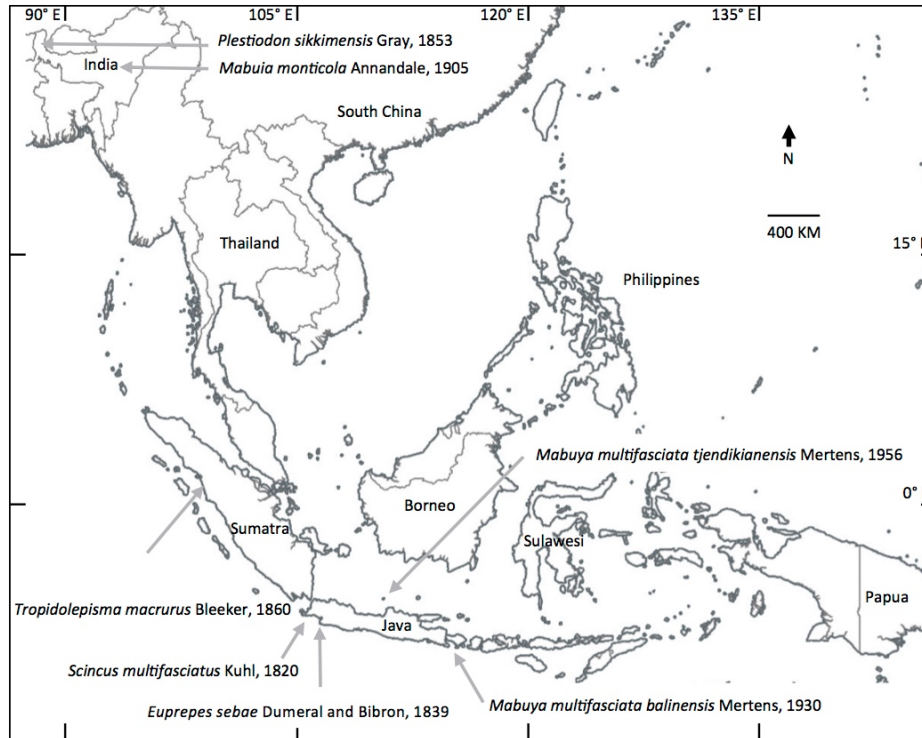 90° E
105° E
120° E
135° E
Plestiodon sikkimensis Gray, 1853
India
Mabuia monticola Annandale, 1905
South China
N
400 KM
Thailand
15°
Philippines
Mabuya multifasciata tjendikianensis Mertens, 1956
Borneo
0°
Sumatra
Sulawesi
Tropidolepisma macrurus Bleeker, 1860
Java
Papua
Scincus multifasciatus Kuhl, 1820
Euprepes sebae Dumeral and Bibron, 1839
Mabuya multifasciata balinensis Mertens, 1930